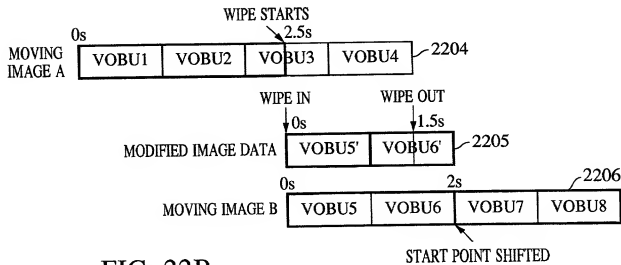 WIPE STARTS
0s 2.5s
MOVING IMAGE A VOBU1 VOBU2 VOBU3 VOBU4 2204
WIPE IN WIPE OUT
0s 1.5s
MODIFIED IMAGE DATA VOBU5' VOBU6' 2205
0s 2s 2206
MOVING IMAGE B VOBU5 VOBU6 VOBU7 VOBU8
START POINT SHIFTED